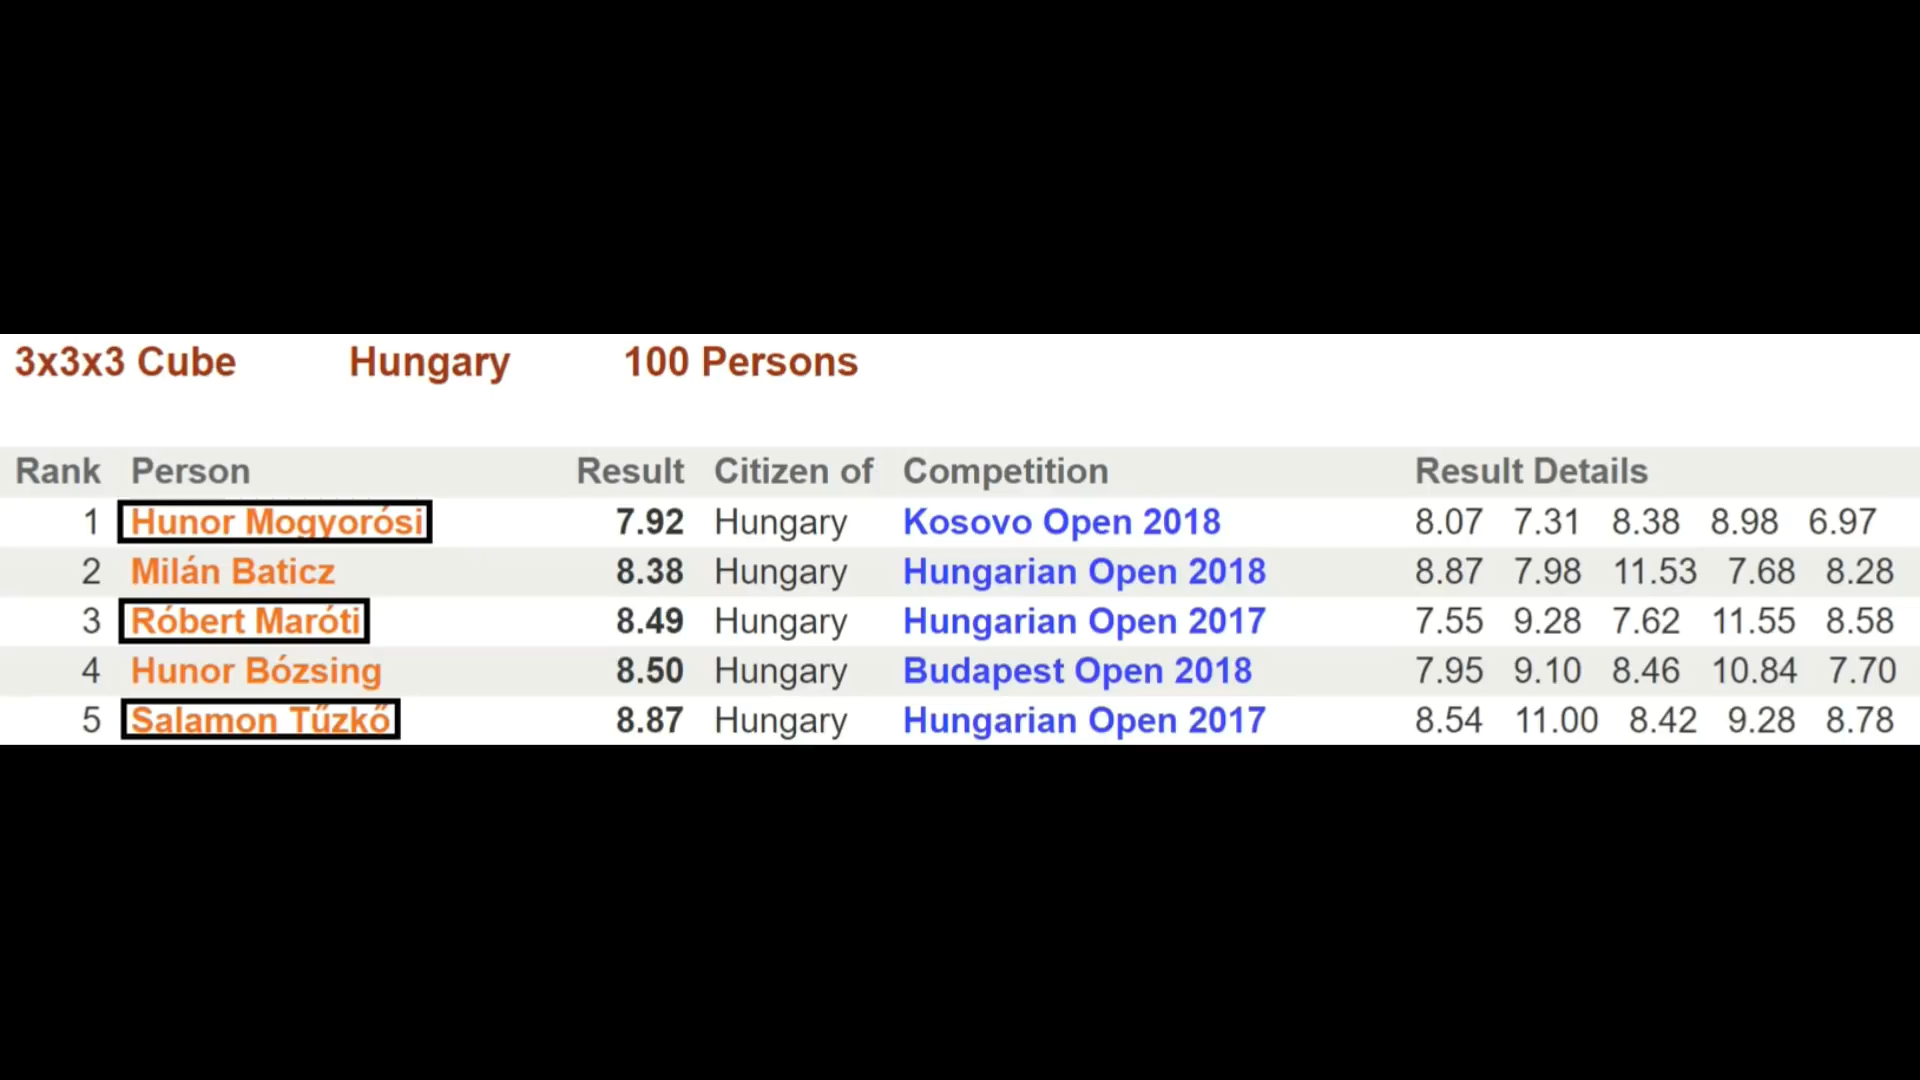 3x3x3 Cube Hungary 100 Persons
Rank Person Result Citizen of Competition Result Details
1 Hunor Mogyorósi 7.92 Hungary Kosovo Open 2018 8.07 7.31 8.38 8.98 6.97
2 Milán Baticz 8.38 Hungary Hungarian Open 2018 8.87 7.98 11.53 7.68 8.28
3 Róbert Maróti 8.49 Hungary Hungarian Open 2017 7.55 9.28 7.62 11.55 8.58
4 Hunor Bózsing 8.50 Hungary Budapest Open 2018 7.95 9.10 8.46 10.84 7.70
5 Salamon Tűzkő 8.87 Hungary Hungarian Open 2017 8.54 11.00 8.42 9.28 8.78